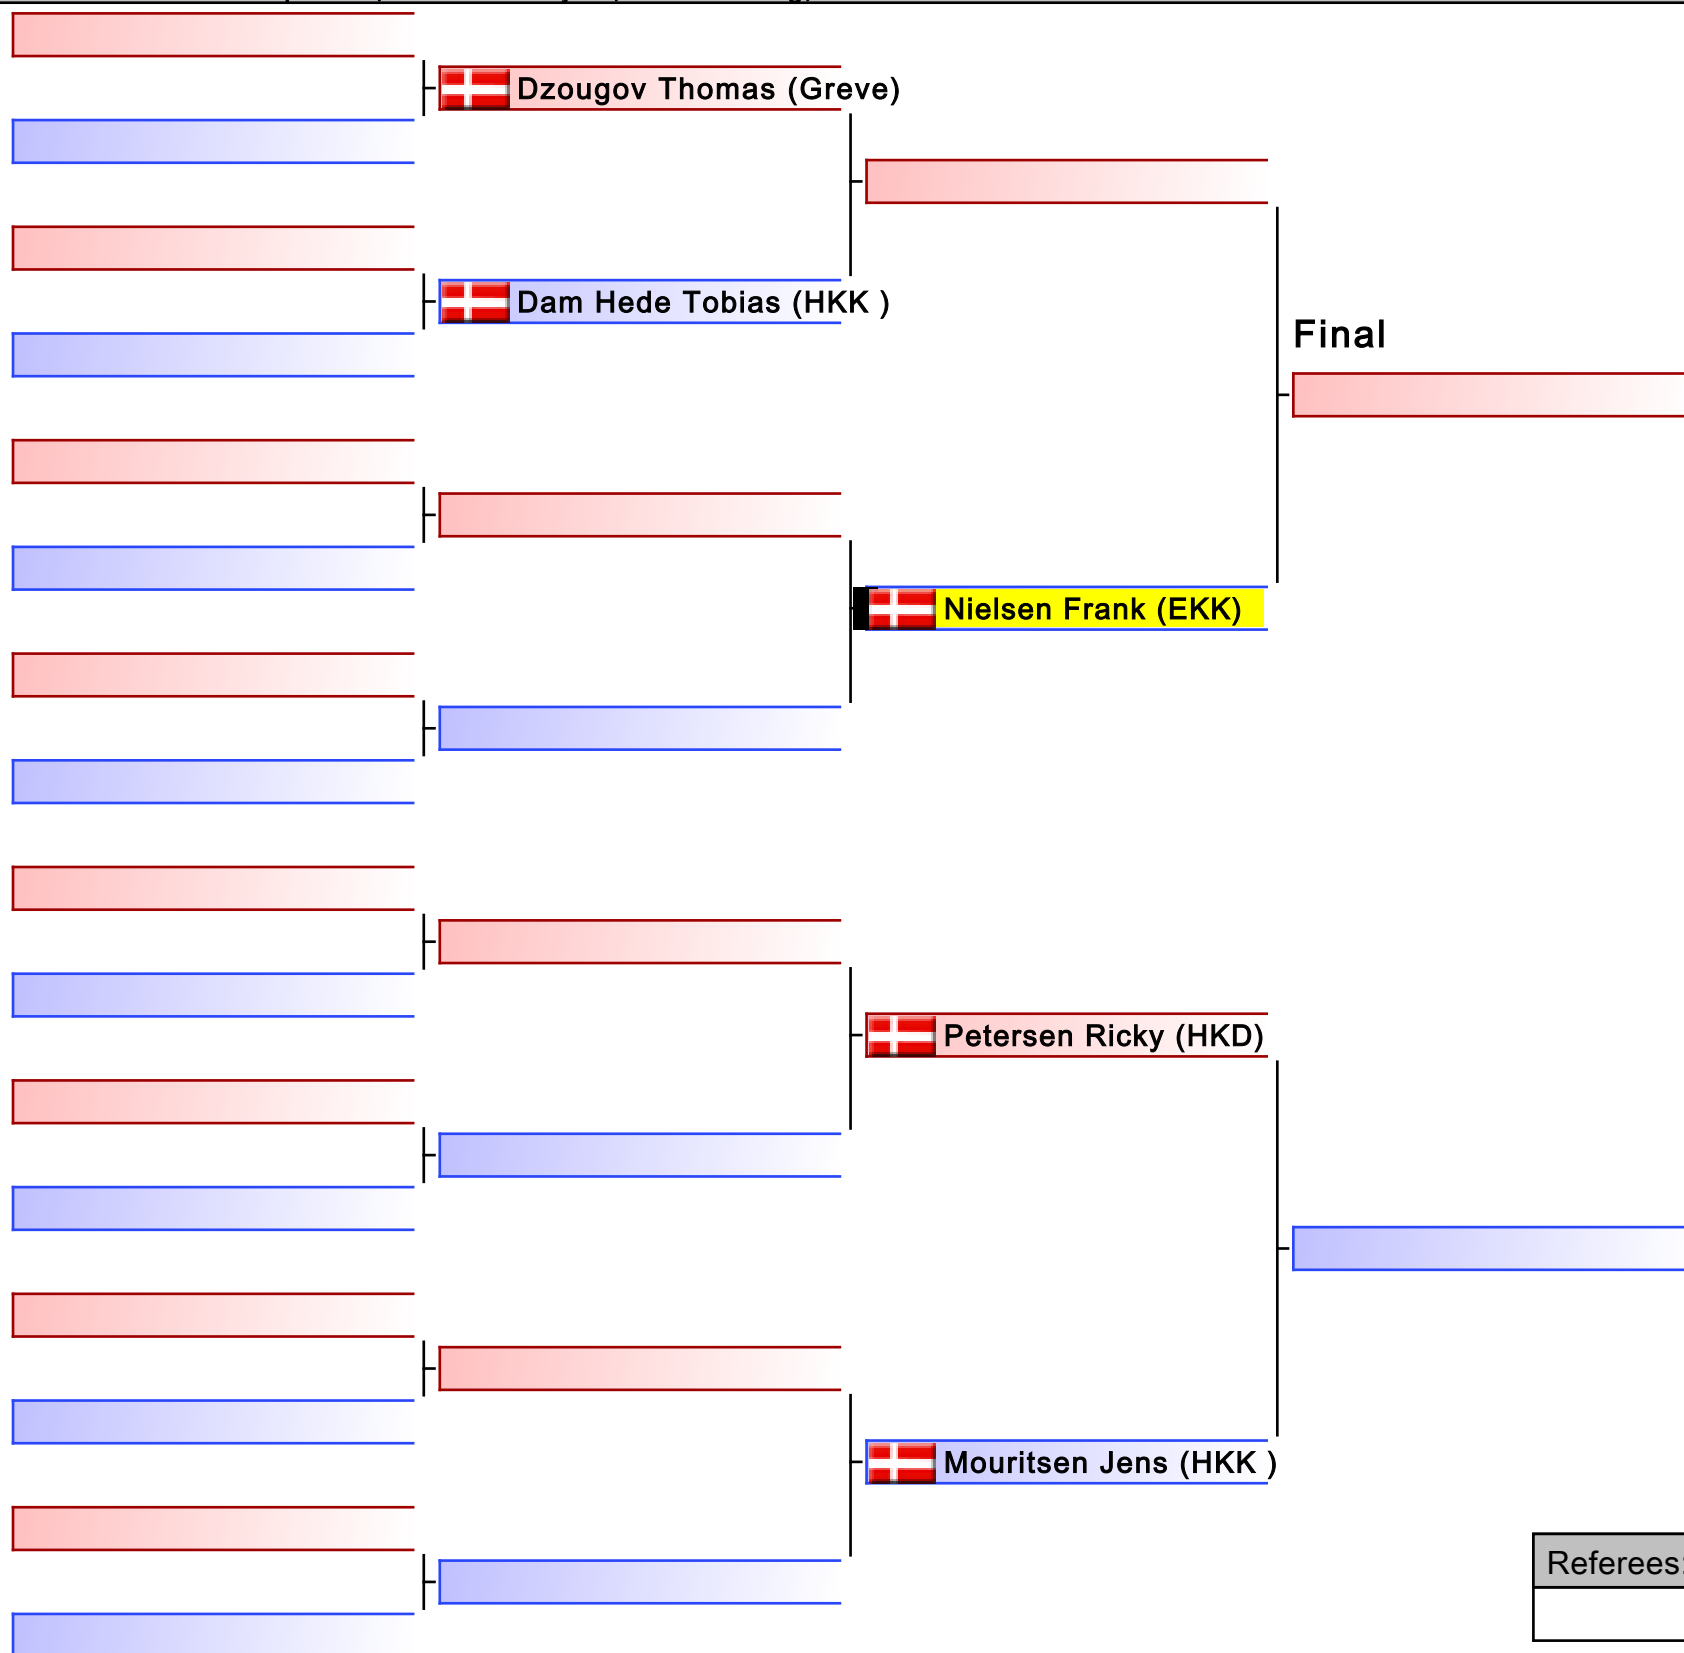 Dzougov Thomas (Greve)
Dam Hede Tobias (HKK )
Final
Nielsen Frank (EKK)
Petersen Ricky (HKD)
Mouritsen Jens (HKK )
Referees: